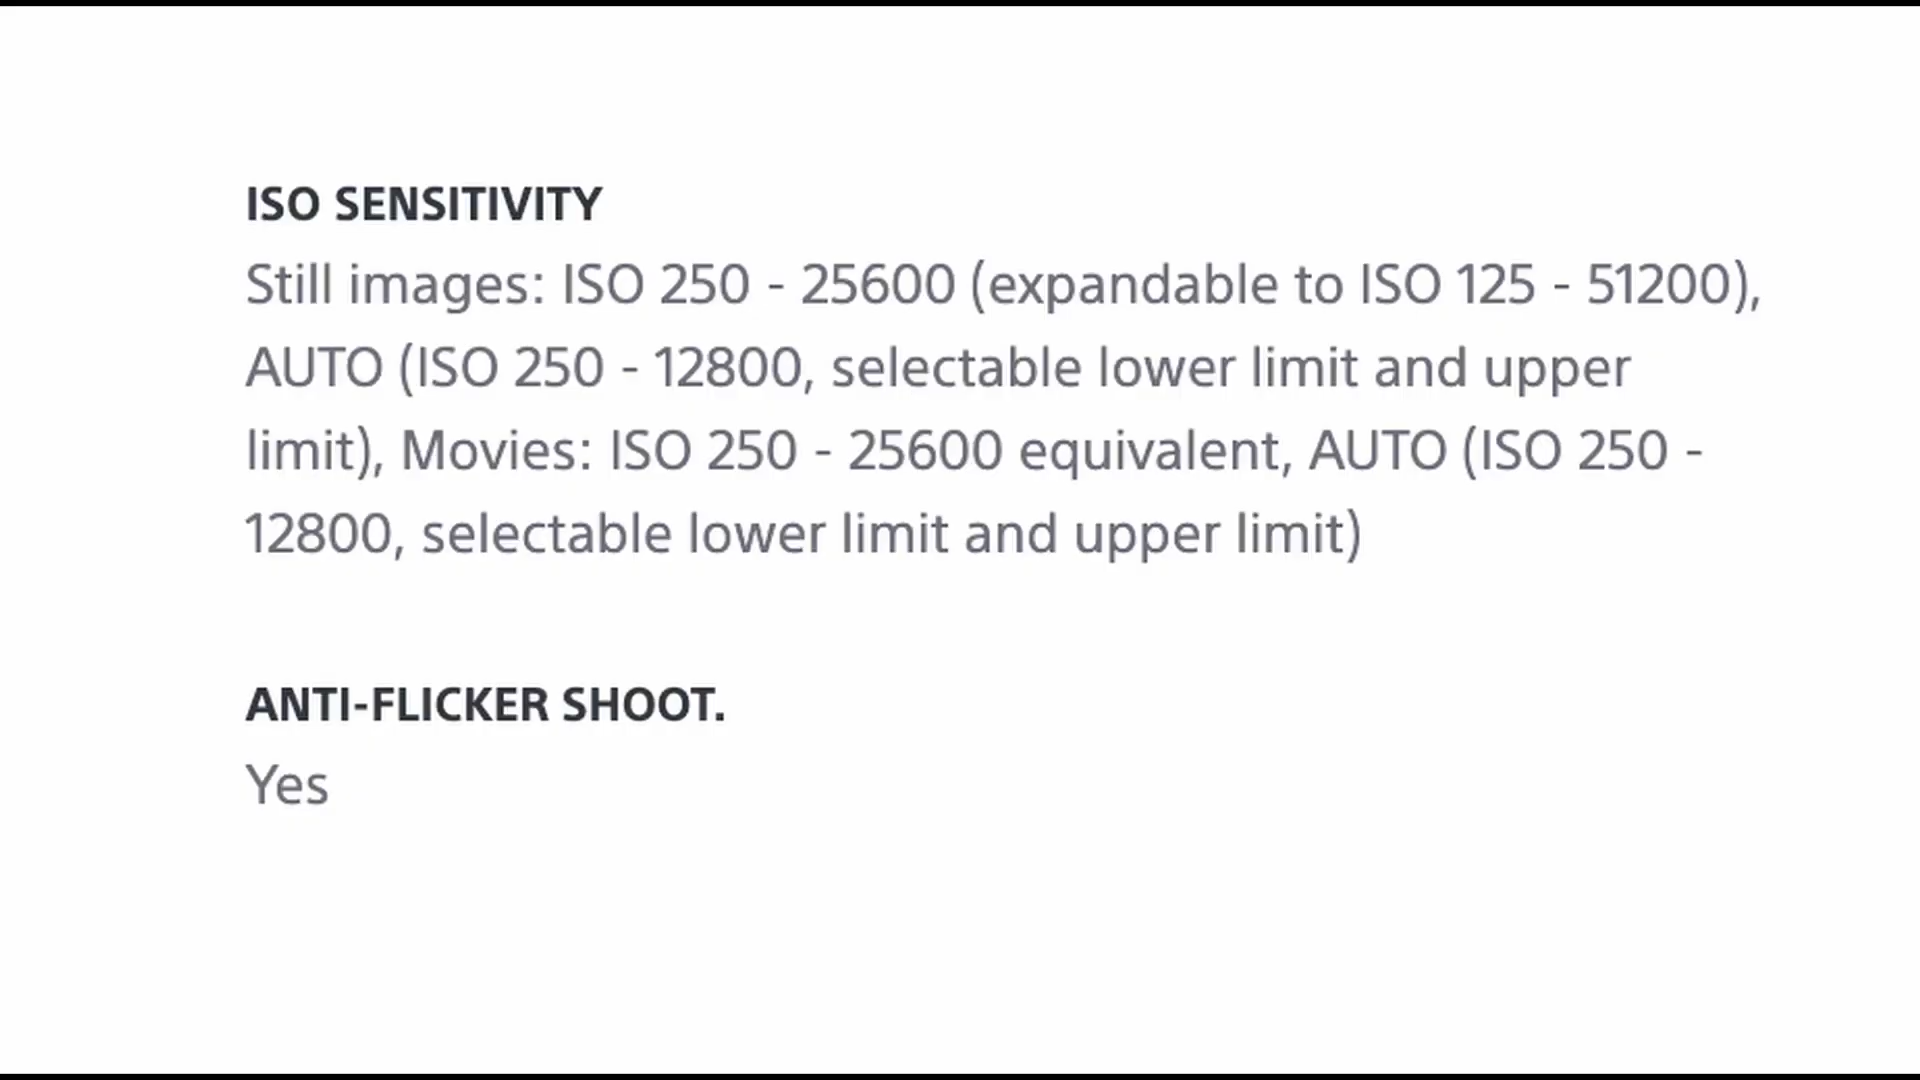 ISO SENSITIVITY
Still images: ISO 250 - 25600 (expandable to ISO 125 - 51200),
AUTO (ISO 250 - 12800, selectable lower limit and upper
limit), Movies: ISO 250 - 25600 equivalent, AUTO (ISO 250 -
12800, selectable lower limit and upper limit)
ANTI-FLICKER SHOOT.
Yes